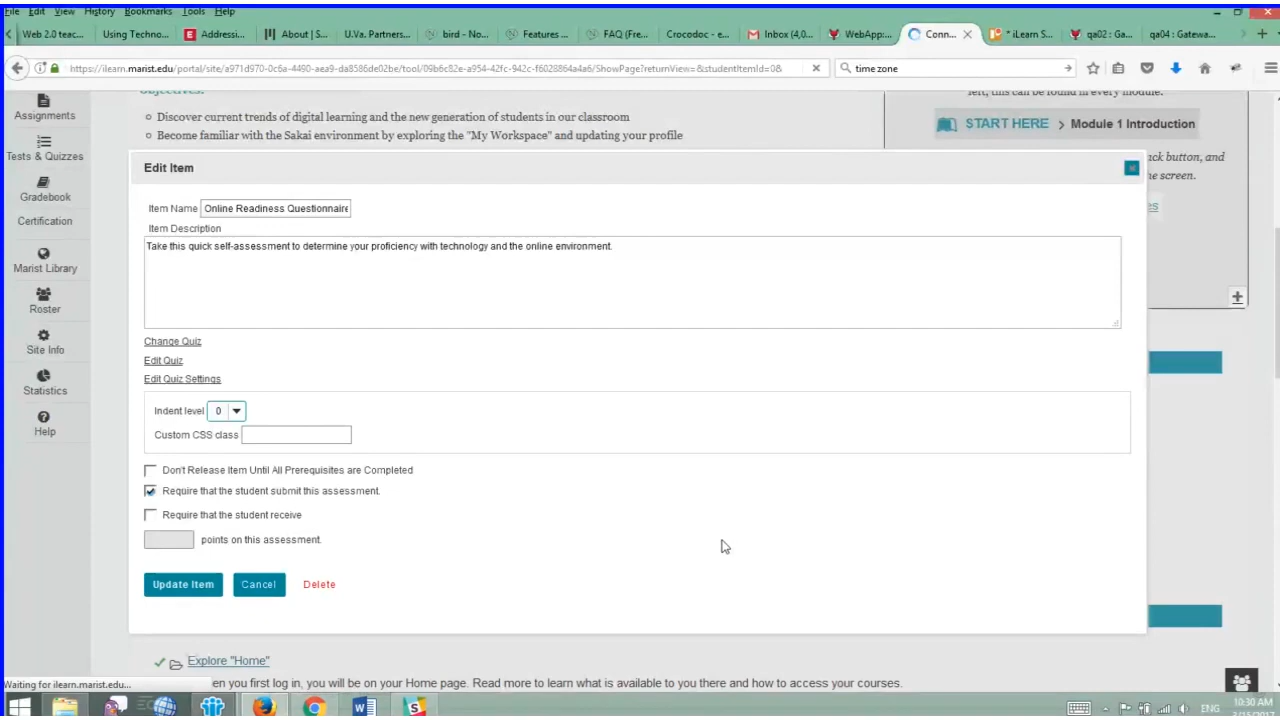 File Edit View History Bookmarks Tools Help
Web 2.0 teac... Using Techno... Addressi... About | S... U.Va. Partners... bird - No... Features ... FAQ (Fre... Crocodoc - e... Inbox (4,0... WebApp:... Conn... * iLearn S... qa02 : Ga... qa04 : Gatewa...
https://ilearn.marist.edu/portal/site/a971d970-0c6a-4490-aea9-da8586de02be/tool/09b6c82e-a954-42fc-942c-f6028864a4a6/ShowPage?returnView=&studentItemId=0& time zone
Objectives:
left, this can be found in every module.
Assignments
Discover current trends of digital learning and the new generation of students in our classroom
START HERE > Module 1 Introduction
Become familiar with the Sakai environment by exploring the "My Workspace" and updating your profile
Tests & Quizzes
ack button, and
Edit Item
he screen.
Gradebook
Item Name Online Readiness Questionnaire
es
Certification
Item Description
Take this quick self-assessment to determine your proficiency with technology and the online environment.
Marist Library
Roster
Change Quiz
Site Info
Edit Quiz
Edit Quiz Settings
Statistics
Indent level 0
Help
Custom CSS class
Don't Release Item Until All Prerequisites are Completed
Require that the student submit this assessment.
Require that the student receive
points on this assessment.
Update Item Cancel Delete
Explore "Home"
Waiting for ilearn.marist.edu...
en you first log in, you will be on your Homepage. Read more to learn what is available to you there and how to access your courses.
ENG 10:30 AM
3/15/2017